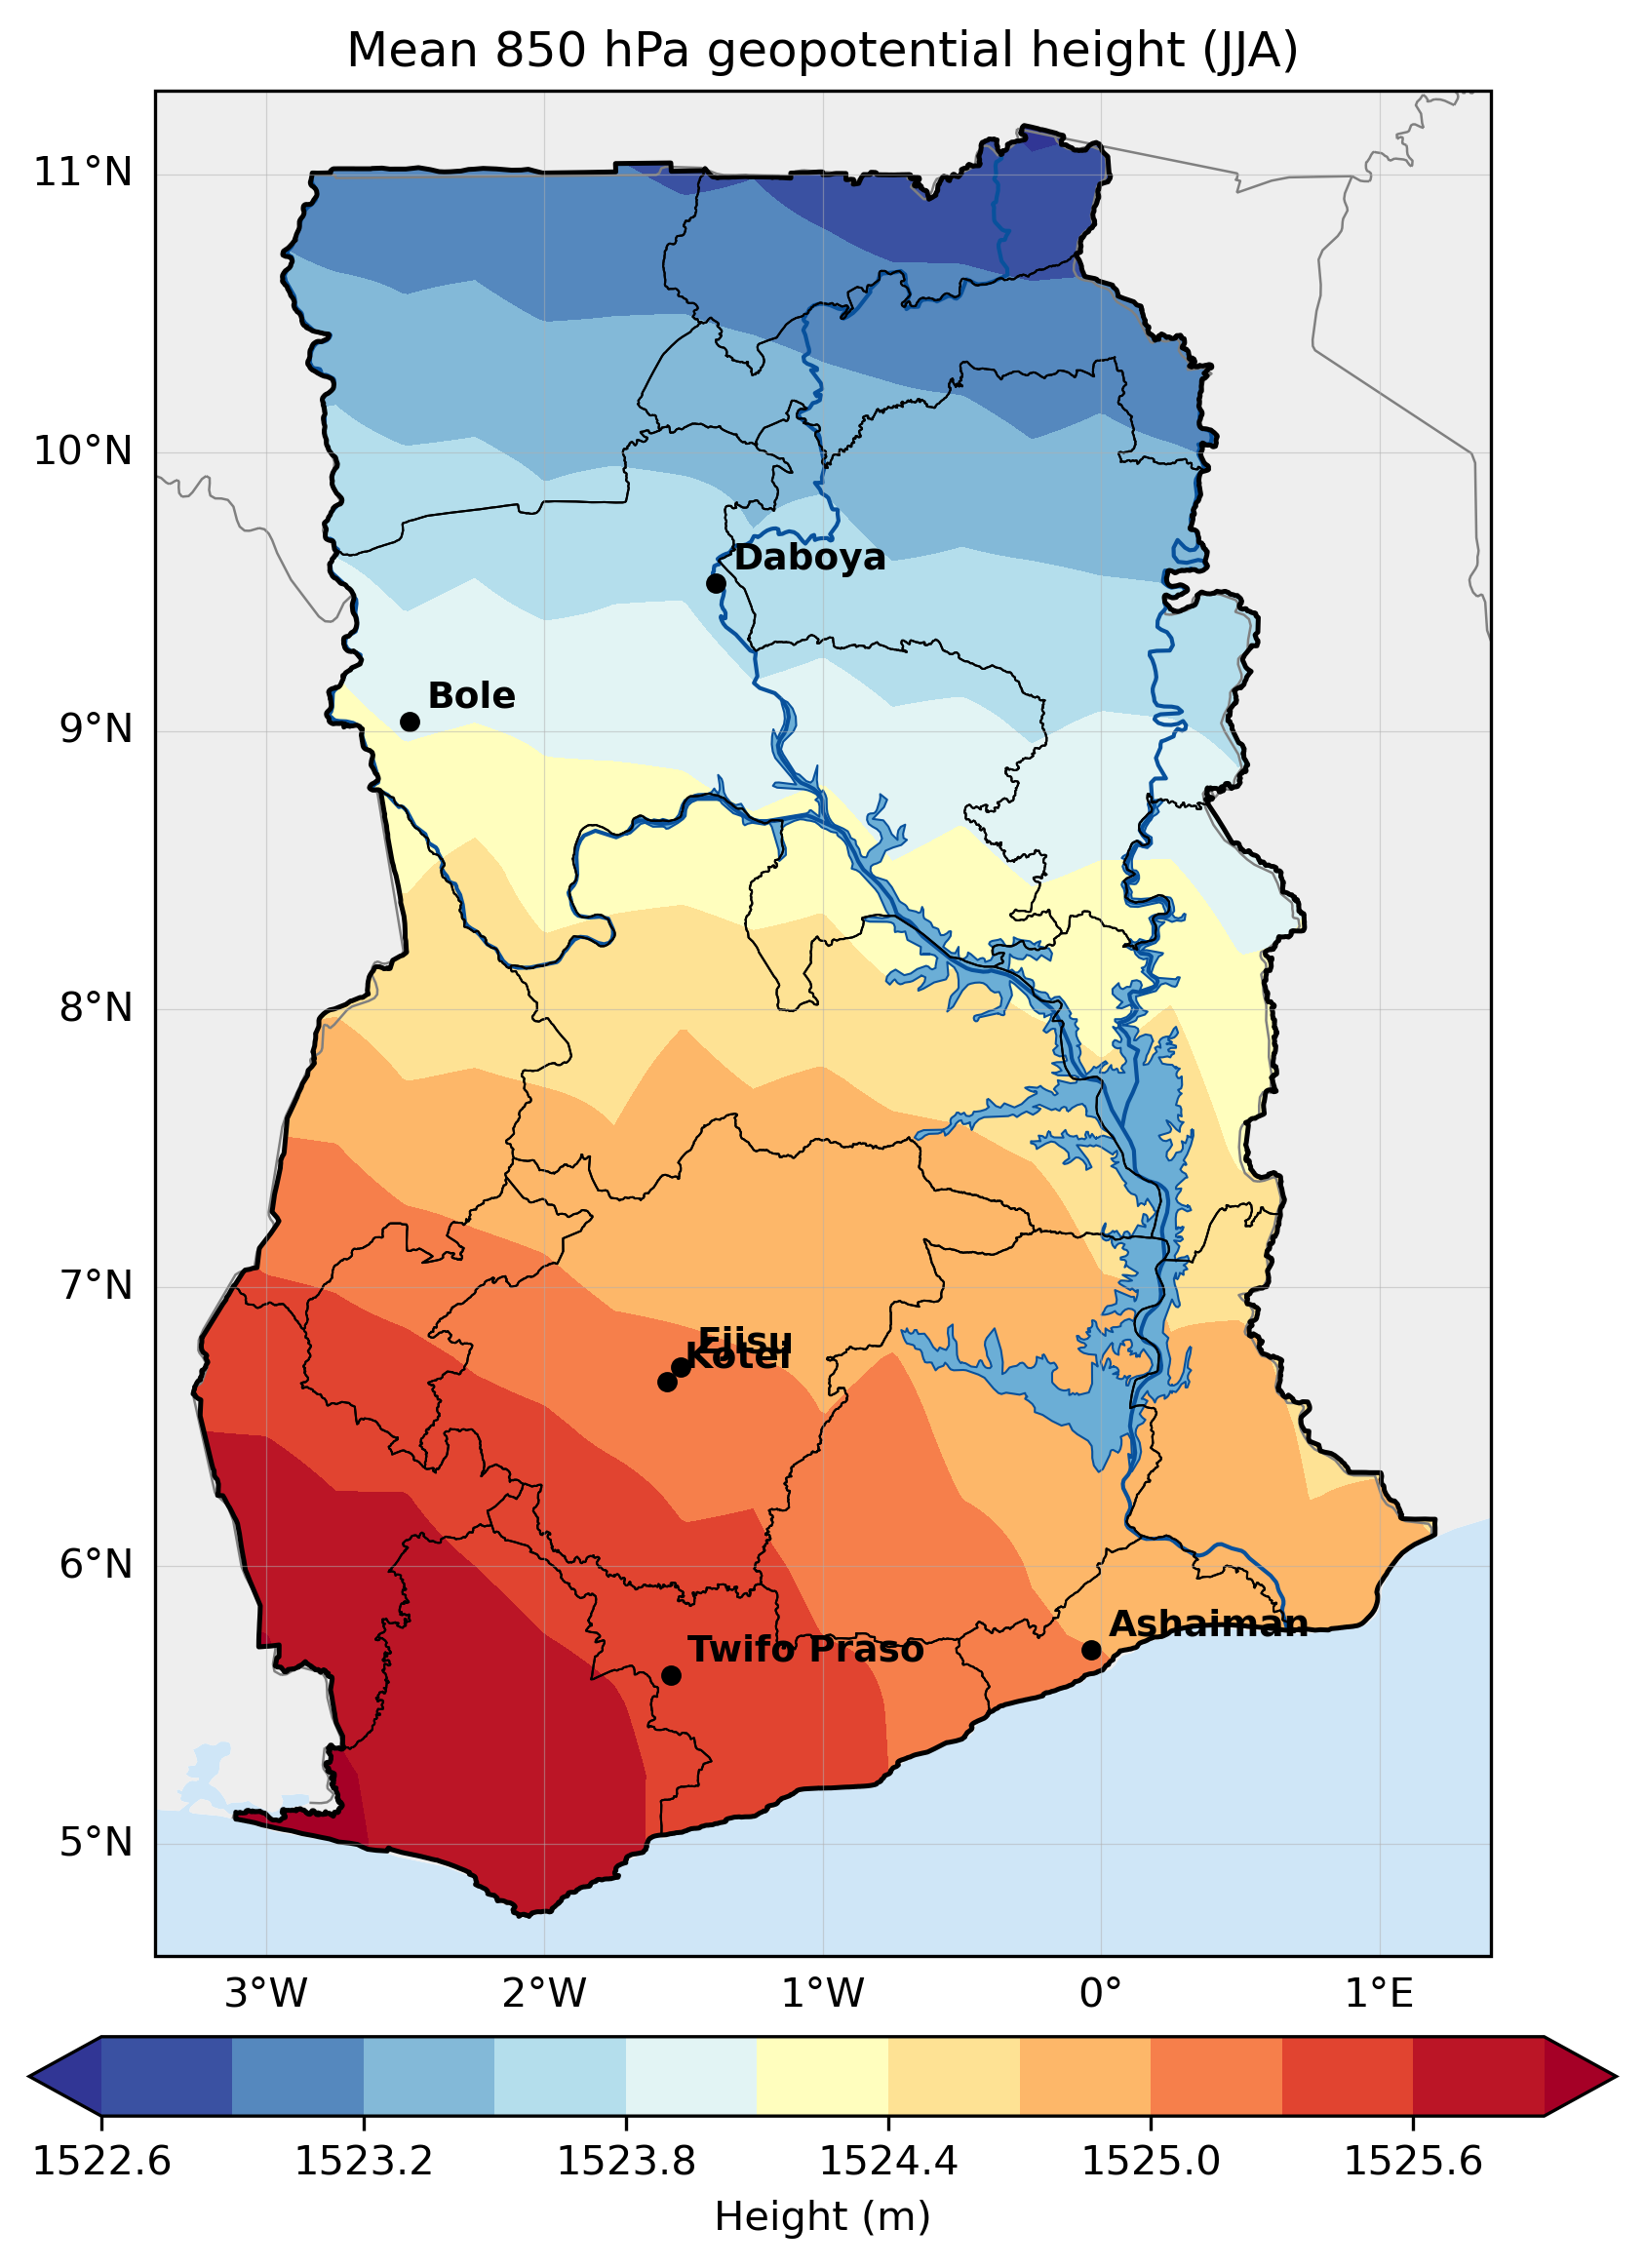 Mean 850 hPa geopotential height (JJA)
11°N
10°N
Daboya
Bole
9°N
8°N
7°N
Ejisu
Kotei
6°N
Ashaiman
Twifo Praso
5°N
3°W 2°W 1°W 0° 1°E
1522.6 1523.2 1523.8 1524.4 1525.0 1525.6
Height (m)